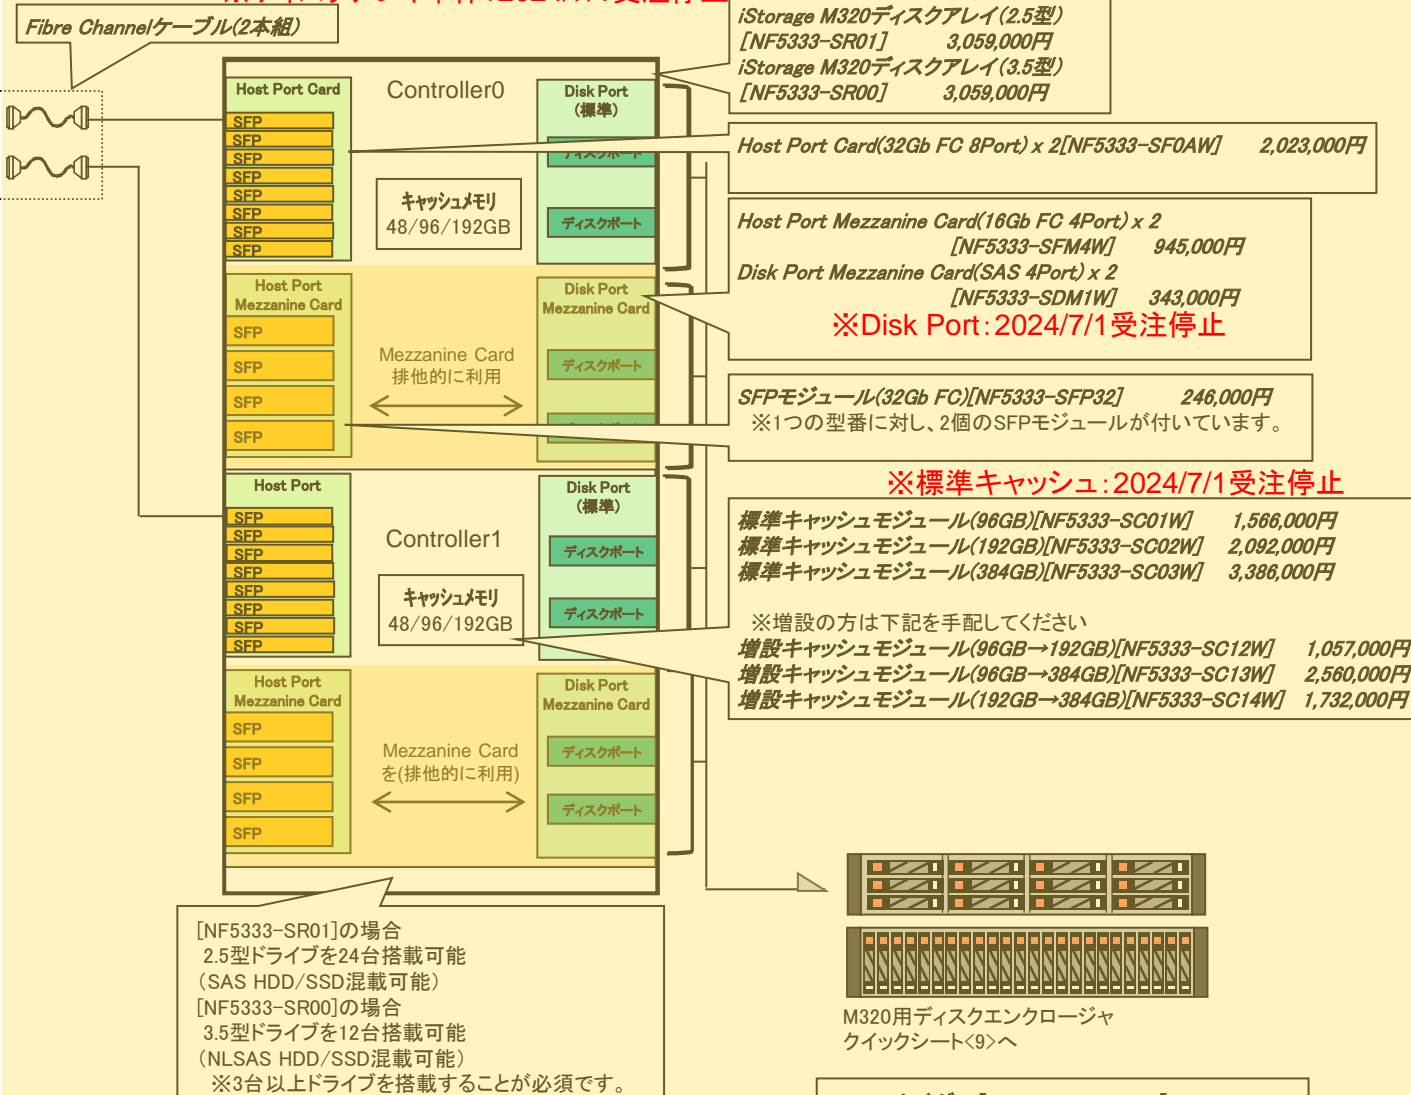 Fibre Channelケーブル(2本組)
iStorage M320ディスクアレイ(2.5型)
[NF5333-SR01] 3,059,000円
iStorage M320ディスクアレイ(3.5型)
[NF5333-SR00] 3,059,000円
Host Port Card
Controller0
Disk Port
(標準)
SFP
SFP
SFP
SFP
SFP
SFP
SFP
SFP
ディスクポート
キャッシュメモリ
48/96/192GB
ディスクポート
Host Port Card(32Gb FC 8Port) x 2[NF5333-SF0AW] 2,023,000円
Host Port Mezzanine Card(16Gb FC 4Port) x 2
[NF5333-SFM4W] 945,000円
Disk Port Mezzanine Card(SAS 4Port) x 2
[NF5333-SDM1W] 343,000円
※Disk Port：2024/7/1受注停止
Host Port
Mezzanine Card
SFP
SFP
SFP
SFP
Mezzanine Card
排他的に利用
Disk Port
Mezzanine Card
ディスクポート
SFPモジュール(32Gb FC)[NF5333-SFP32] 246,000円
※1つの型番に対し、2個のSFPモジュールが付いています。
※標準キャッシュ：2024/7/1受注停止
Host Port
SFP
SFP
SFP
SFP
SFP
SFP
SFP
SFP
Controller1
キャッシュメモリ
48/96/192GB
Disk Port
(標準)
ディスクポート
ディスクポート
標準キャッシュモジュール(96GB)[NF5333-SC01W] 1,566,000円
標準キャッシュモジュール(192GB)[NF5333-SC02W] 2,092,000円
標準キャッシュモジュール(384GB)[NF5333-SC03W] 3,386,000円
※増設の方は下記を手配してください
増設キャッシュモジュール(96GB→192GB)[NF5333-SC12W] 1,057,000円
増設キャッシュモジュール(96GB→384GB)[NF5333-SC13W] 2,560,000円
増設キャッシュモジュール(192GB→384GB)[NF5333-SC14W] 1,732,000円
Host Port
Mezzanine Card
SFP
SFP
SFP
SFP
Mezzanine Card
を(排他的に利用)
Disk Port
Mezzanine Card
ディスクポート
ディスクポート
[NF5333-SR01]の場合
2.5型ドライブを24台搭載可能
(SAS HDD/SSD混載可能)
[NF5333-SR00]の場合
3.5型ドライブを12台搭載可能
(NLSAS HDD/SSD混載可能)
※3台以上ドライブを搭載することが必須です。
M320用ディスクエンクロージャ
クイックシート<9>へ